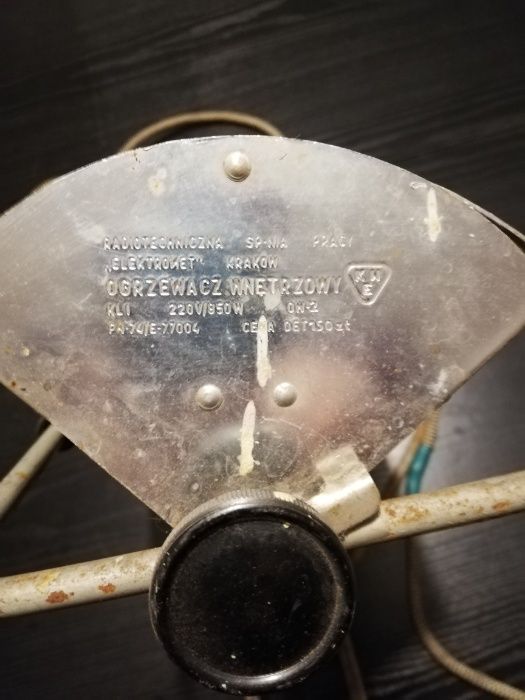 RADIOTECHNICZNA SP-NIA PRACY
„ELEKTROMET" KRAKÓW
OGRZEWACZ WNĘTRZOWY
KL I 220V/850W ON-2
PN-74/E-77004 CENA DET 150 zł
K W E